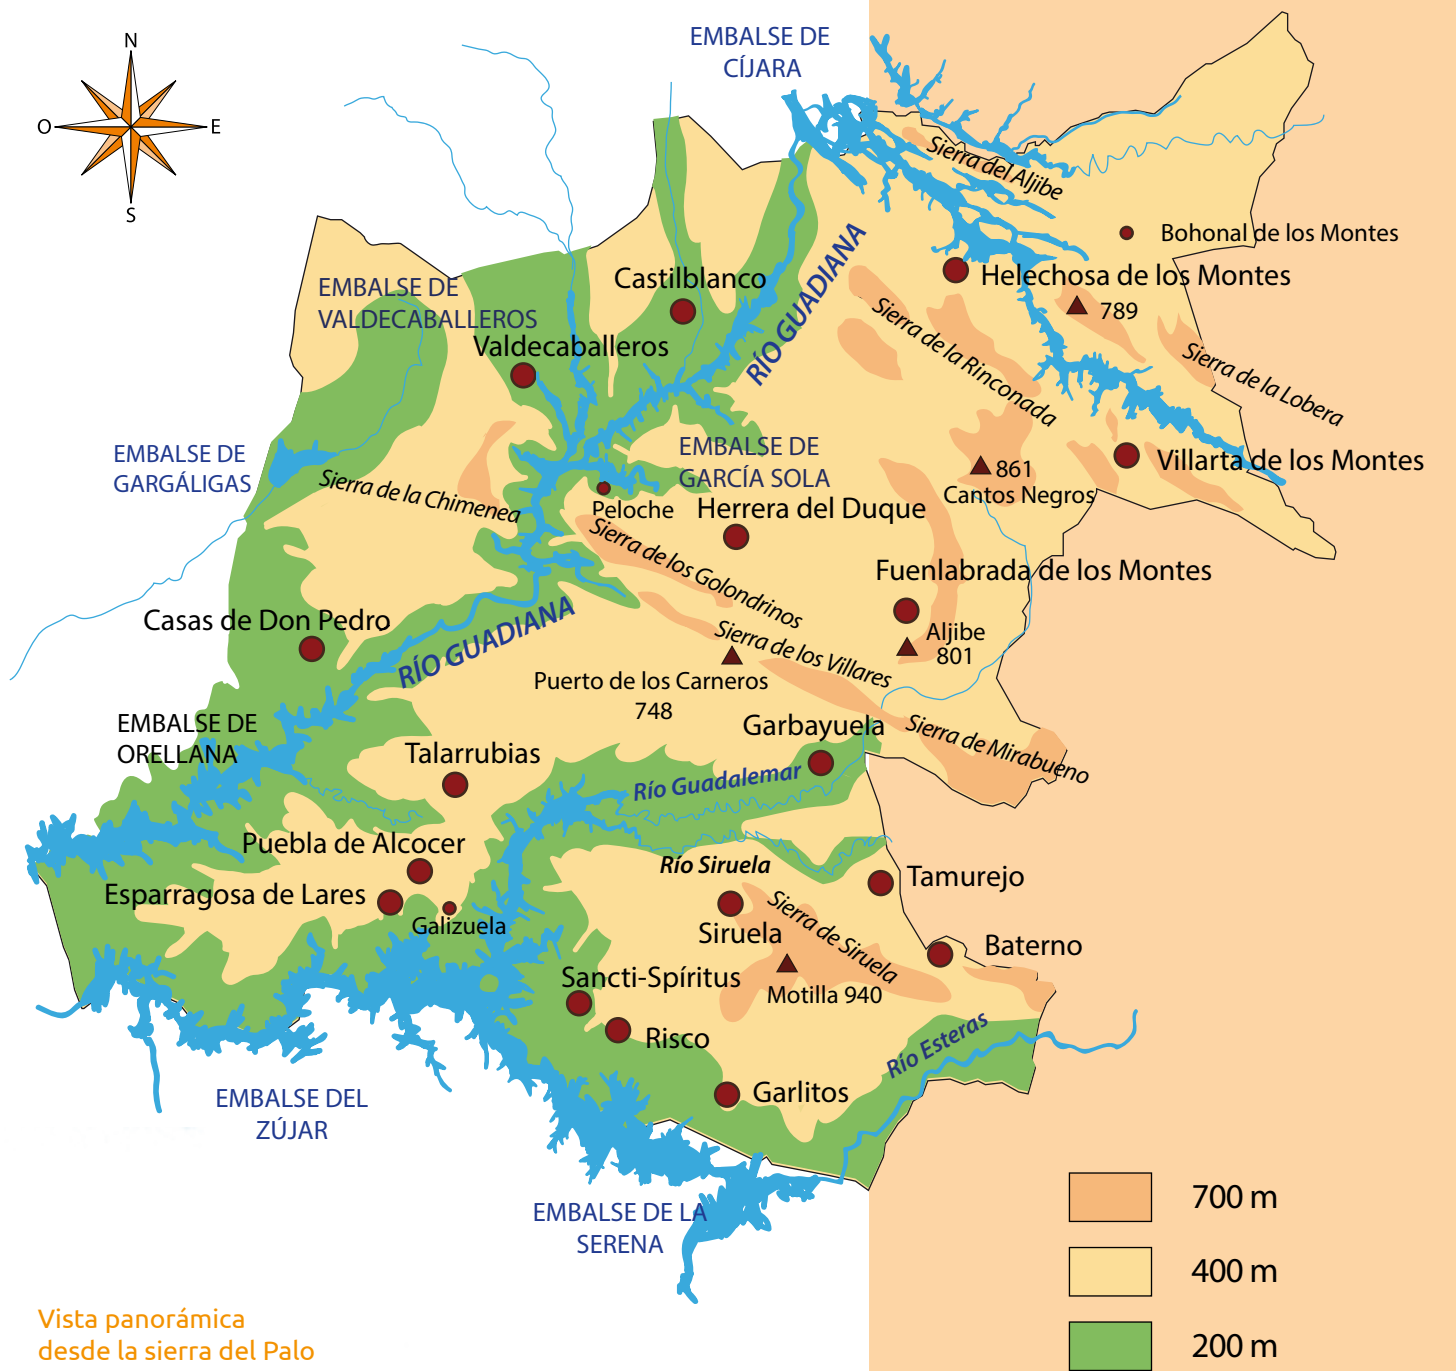 N
O
E
S
EMBALSE DE
CÍJARA
Sierra del Aljibe
Bohonal de los Montes
Helechosa de los Montes
789
Castilblanco
RÍO GUADIANA
EMBALSE DE
VALDECABALLEROS
Valdecaballeros
Sierra de la Rinconada
Sierra de la Lobera
EMBALSE DE
GARGÁLIGAS
Sierra de la Chimenea
EMBALSE DE
GARCÍA SOLA
861
Cantos Negros
Villarta de los Montes
Peloche
Herrera del Duque
Sierra de los Golondrinos
Fuenlabrada de los Montes
Casas de Don Pedro
RÍO GUADIANA
Sierra de los Villares
Aljibe
801
Puerto de los Carneros
748
EMBALSE DE
ORELLANA
Garbayuela
Sierra de Mirabueno
Talarrubias
Río Guadalemar
Puebla de Alcocer
Río Siruela
Tamurejo
Esparragosa de Lares
Galizuela
Siruela
Sierra de Siruela
Baterno
Sancti-Spíritus
Motilla 940
Risco
Río Esteras
Garlitos
EMBALSE DEL
ZÚJAR
EMBALSE DE LA
SERENA
700 m
400 m
200 m
Vista panorámica
desde la sierra del Palo